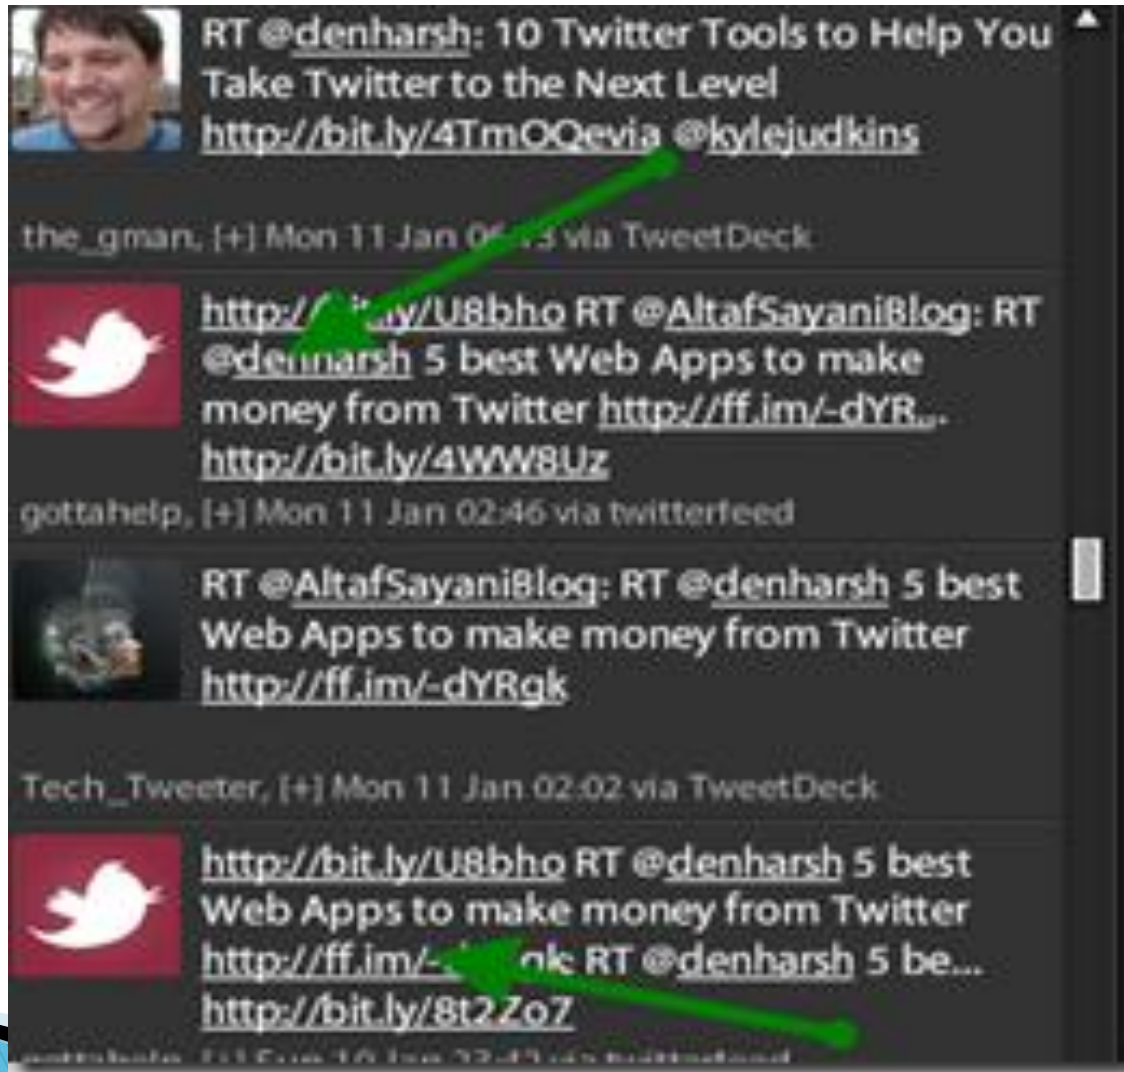 RT @denharsh: 10 Twitter Tools to Help You
Take Twitter to the Next Level
http://bit.ly/4TmOQevia @kylejudkins
the_gman, [+] Mon 11 Jan via TweetDeck
RT @AltafSayaniBlog: RT
@denharsh 5 best Web Apps to make
money from Twitter http://ff.im/-dYR...
http://bit.ly/4WW8Uz
gottahelp, [+] Mon 11 Jan 02:46 via twitterfeed
RT @AltafSayaniBlog: RT @denharsh 5 best
Web Apps to make money from Twitter
http://ff.im/-dYRgk
Tech_Tweeter, [+] Mon 11 Jan 02:02 via TweetDeck
http://bit.ly/U8bho RT @denharsh 5 best
Web Apps to make money from Twitter
RT @denharsh 5 be...
http://bit.ly/8t2Zo7